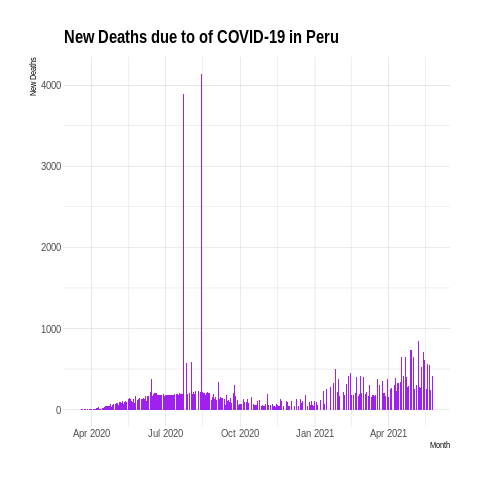 New Deaths due to of COVID-19 in Peru
New Deaths
4000
3000
2000
1000
0
Apr 2020
Jul 2020
Oct 2020
Jan 2021
Apr 2021
Month